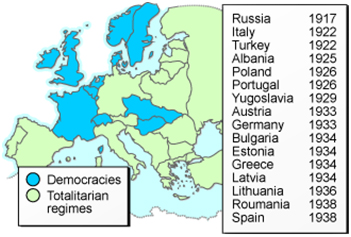 Russia 1917
Italy 1922
Turkey 1922
Albania 1925
Poland 1926
Portugal 1926
Yugoslavia 1929
Austria 1933
Germany 1933
Bulgaria 1934
Estonia 1934
Greece 1934
Latvia 1934
Lithuania 1936
Roumania 1938
Spain 1938
Democracies
Totalitarian
regimes